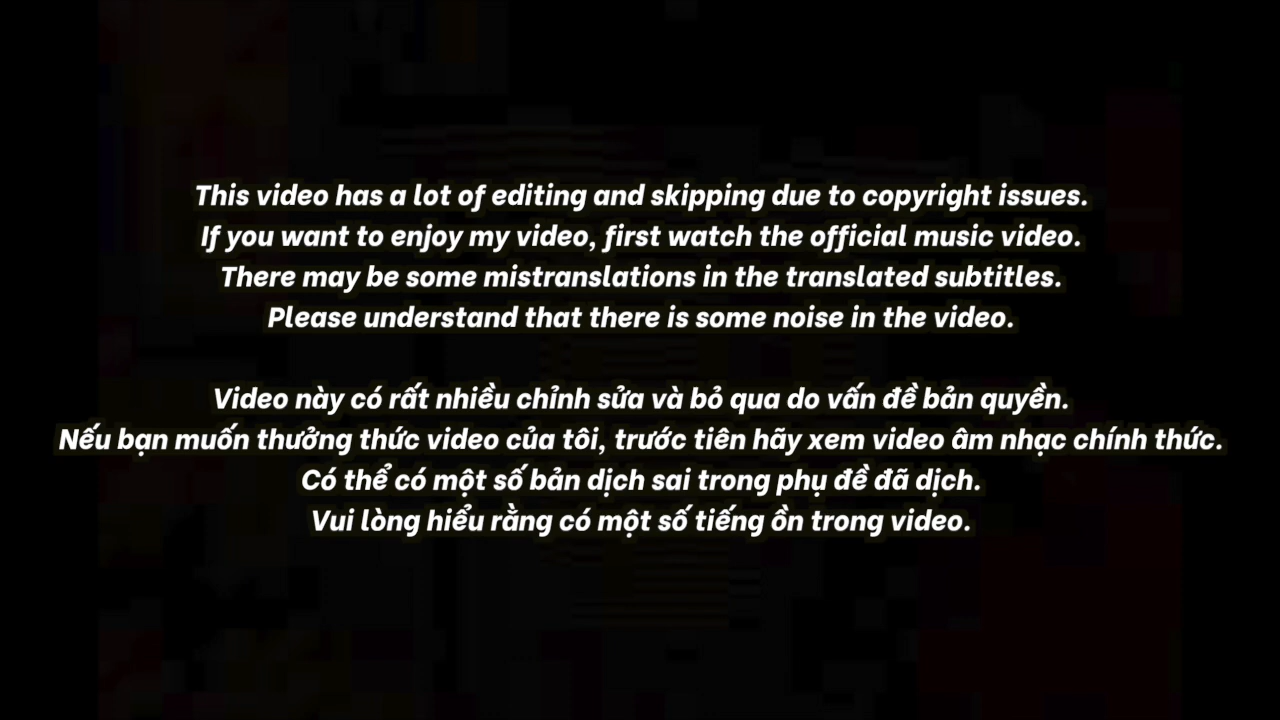 This video has a lot of editing and skipping due to copyright issues.
If you want to enjoy my video, first watch the official music video.
There may be some mistranslations in the translated subtitles.
Please understand that there is some noise in the video.
Video này có rất nhiều chỉnh sửa và bỏ qua do vấn đề bản quyền.
Nếu bạn muốn thưởng thức video của tôi, trước tiên hãy xem video âm nhạc chính thức.
Có thể có một số bản dịch sai trong phụ đề đã dịch.
Vui lòng hiểu rằng có một số tiếng ồn trong video.